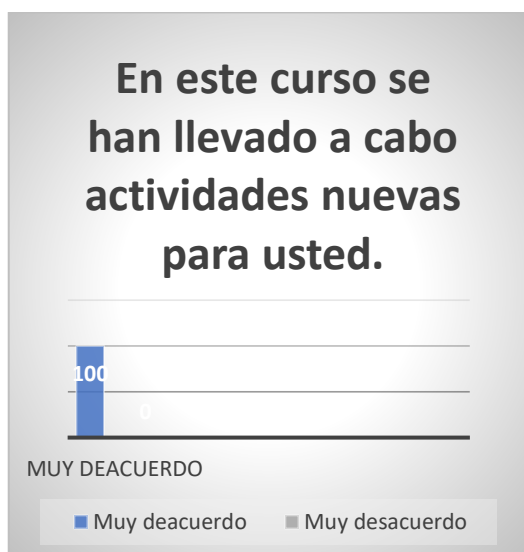 En este curso se
han llevado a cabo
actividades nuevas
para usted.
100
0
MUY DEACUERDO
Muy deacuerdo Muy desacuerdo